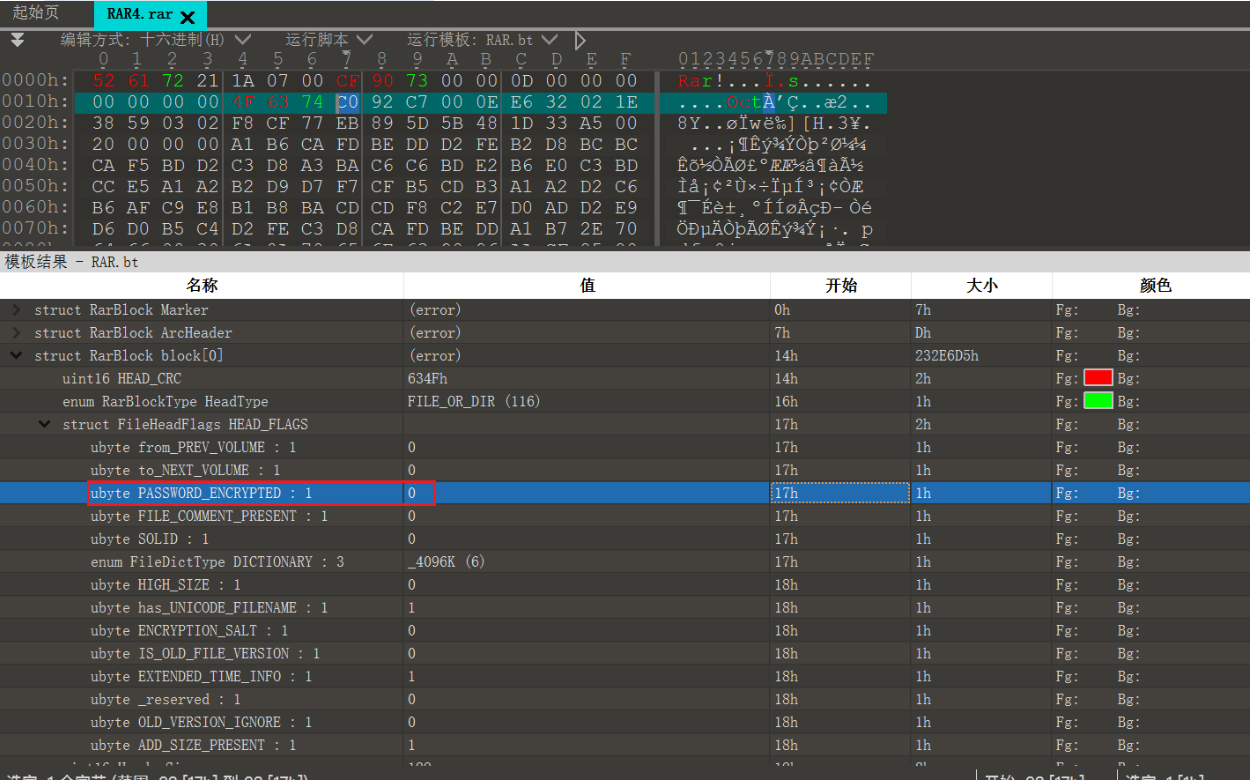 起始页 RAR4.rar
编辑方式: 十六进制(H) 运行脚本 运行模板: RAR.bt
0 1 2 3 4 5 6 7 8 9 A B C D E F 0123456789ABCDEF
0000h: 52 61 72 21 1A 07 00 CF 90 73 00 00 0D 00 00 00 Rar!...Ï.s......
0010h: 00 00 00 00 4F 63 74 C0 92 C7 00 0E E6 32 02 1E ....OctÀ’Ç..æ2..
0020h: 38 59 03 02 F8 CF 77 EB 89 5D 5B 48 1D 33 A5 00 8Y..øÏwë‰][H.3¥.
0030h: 20 00 00 00 A1 B6 CA FD BE DD D2 FE B2 D8 BC BC  ...¡¶Êý¾ÝÒþ²Ø¼¼
0040h: CA F5 BD D2 C3 D8 A3 BA C6 C6 BD E2 B6 E0 C3 BD Êõ½ÒÃØ£ºÆÆ½â¶àÃ½
0050h: CC E5 A1 A2 B2 D9 D7 F7 CF B5 CD B3 A1 A2 D2 C6 Ìå¡¢²Ù×÷ÏµÍ³¡¢ÒÆ
0060h: B6 AF C9 E8 B1 B8 BA CD CD F8 C2 E7 D0 AD D2 E9 ¶¯Éè±¸ºÍÍøÂçÐ-Òé
0070h: D6 D0 B5 C4 D2 FE C3 D8 CA FD BE DD A1 B7 2E 70 ÖÐµÄÒþÃØÊý¾Ý¡·.p
模板结果 - RAR.bt
名称 值 开始 大小 颜色
struct RarBlock Marker (error) 0h 7h Fg: Bg:
struct RarBlock ArcHeader (error) 7h Dh Fg: Bg:
struct RarBlock block[0] (error) 14h 232E6D5h Fg: Bg:
uint16 HEAD_CRC 634Fh 14h 2h Fg: Bg:
enum RarBlockType HeadType FILE_OR_DIR (116) 16h 1h Fg: Bg:
struct FileHeadFlags HEAD_FLAGS 17h 2h Fg: Bg:
ubyte from_PREV_VOLUME : 1 0 17h 1h Fg: Bg:
ubyte to_NEXT_VOLUME : 1 0 17h 1h Fg: Bg:
ubyte PASSWORD_ENCRYPTED : 1 0 17h 1h Fg: Bg:
ubyte FILE_COMMENT_PRESENT : 1 0 17h 1h Fg: Bg:
ubyte SOLID : 1 0 17h 1h Fg: Bg:
enum FileDictType DICTIONARY : 3 _4096K (6) 17h 1h Fg: Bg:
ubyte HIGH_SIZE : 1 0 18h 1h Fg: Bg:
ubyte has_UNICODE_FILENAME : 1 1 18h 1h Fg: Bg:
ubyte ENCRYPTION_SALT : 1 0 18h 1h Fg: Bg:
ubyte IS_OLD_FILE_VERSION : 1 0 18h 1h Fg: Bg:
ubyte EXTENDED_TIME_INFO : 1 1 18h 1h Fg: Bg:
ubyte _reserved : 1 0 18h 1h Fg: Bg:
ubyte OLD_VERSION_IGNORE : 1 0 18h 1h Fg: Bg:
ubyte ADD_SIZE_PRESENT : 1 1 18h 1h Fg: Bg: